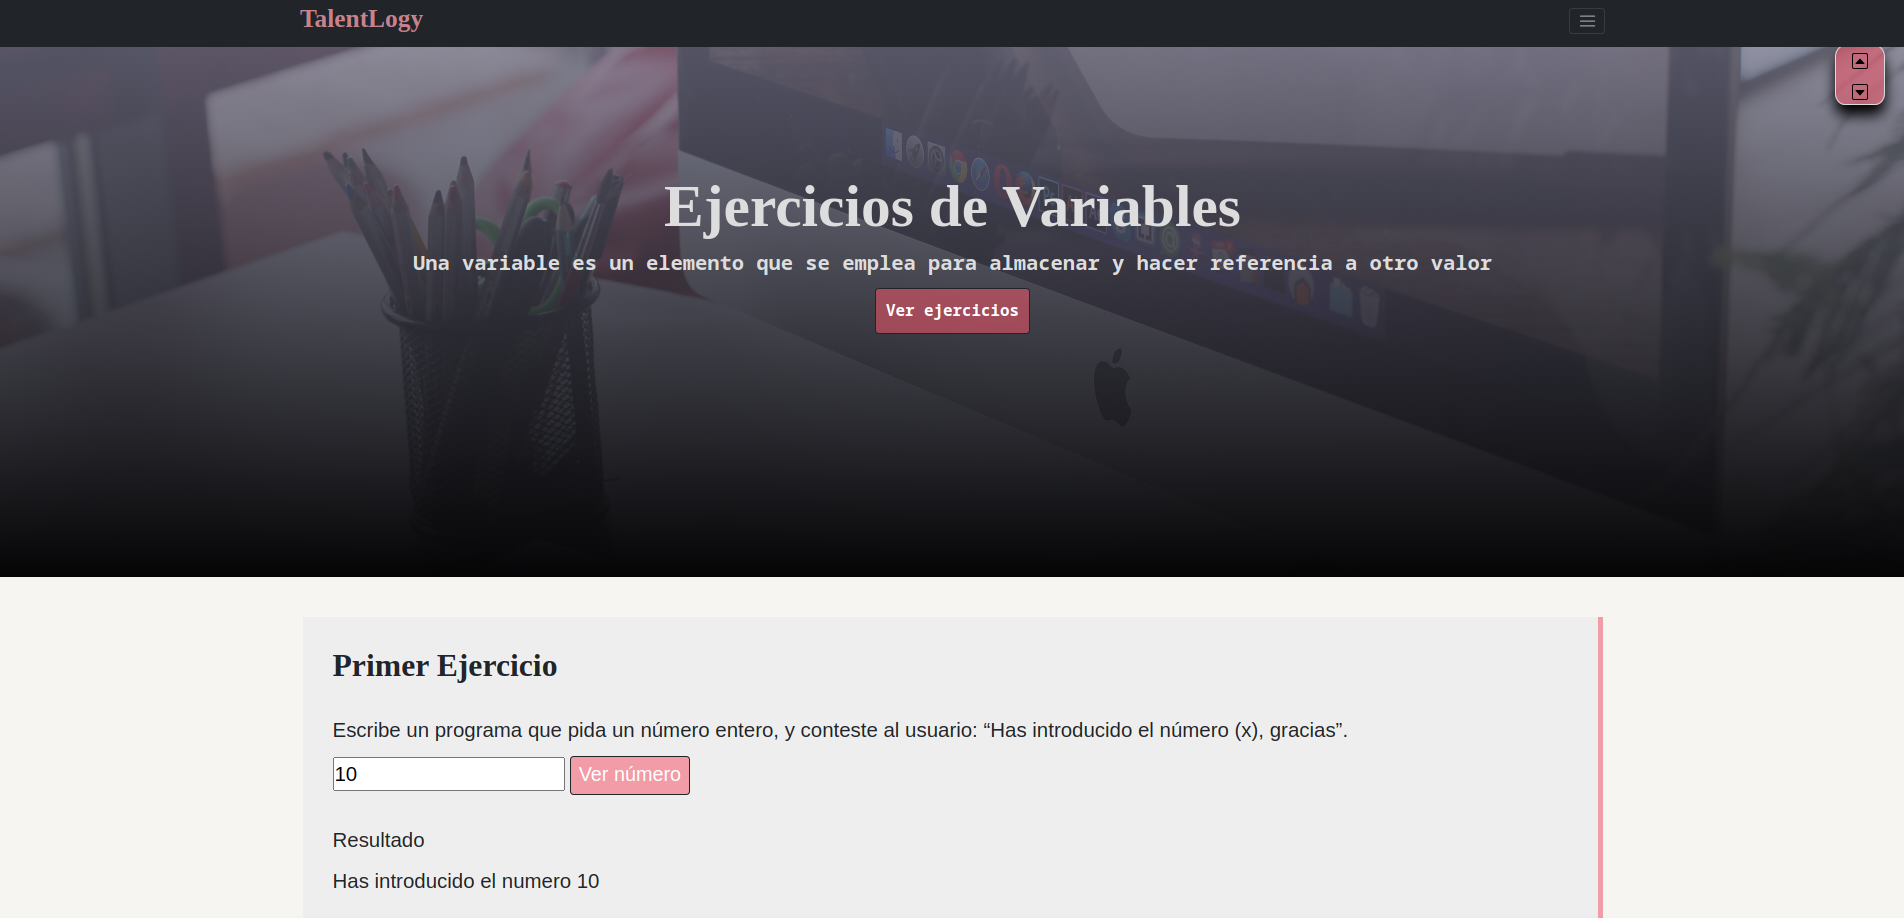 TalentLogy
Ejercicios de Variables
Una variable es un elemento que se emplea para almacenar y hacer referencia a otro valor
Ver ejercicios
Primer Ejercicio
Escribe un programa que pida un número entero, y conteste al usuario: “Has introducido el número (x), gracias”.
10 Ver número
Resultado
Has introducido el numero 10